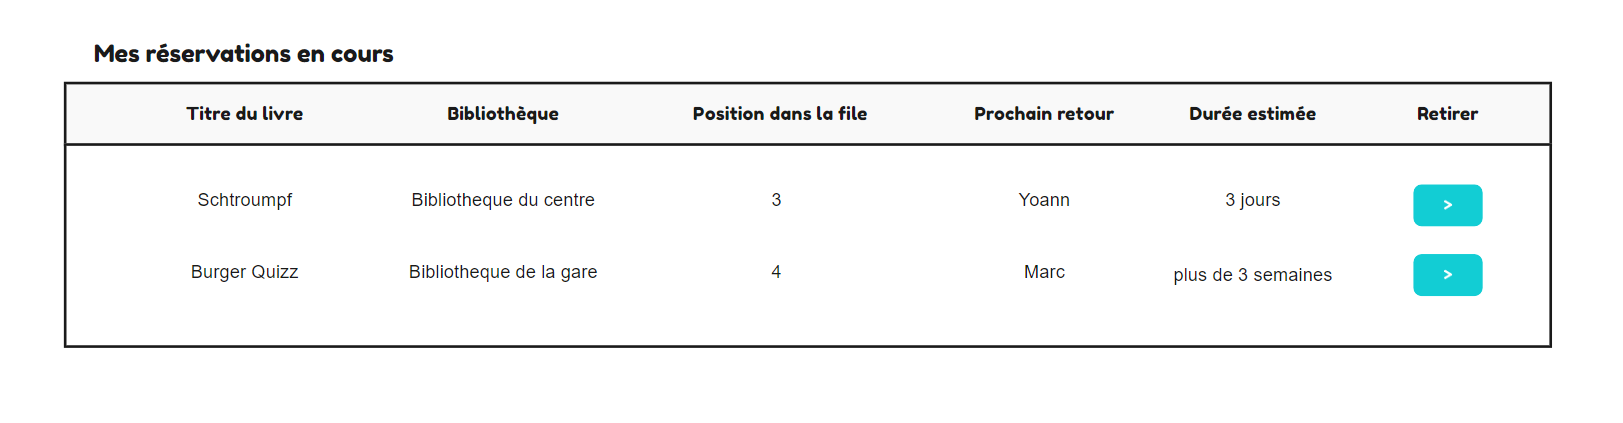 Mes réservations en cours
Titre du livre Bibliothèque Position dans la file Prochain retour Durée estimée Retirer
Schtroumpf Bibliotheque du centre 3 Yoann 3 jours >
Burger Quizz Bibliotheque de la gare 4 Marc plus de 3 semaines >